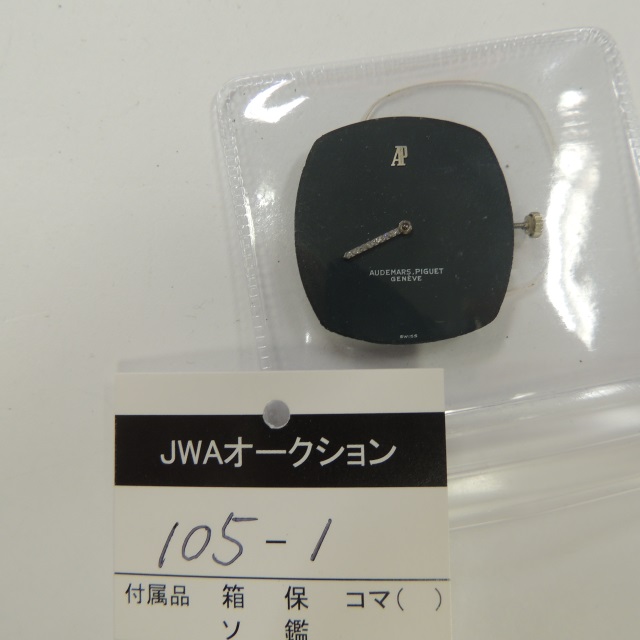 AP
AUDEMARS, PIGUET
GENÈVE
SWISS
JWAオークション
105-1
付属品 箱 保 コマ( )
ソ 鑑